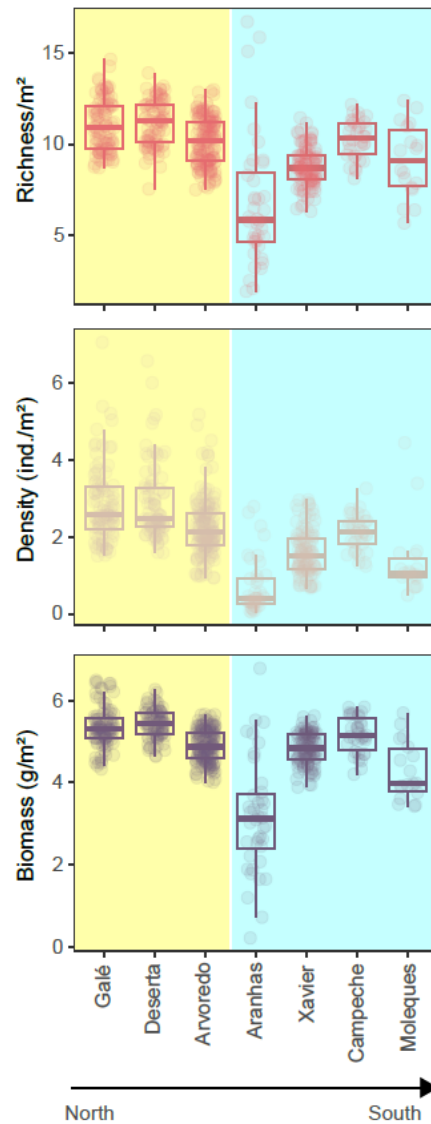 Richness/m²
15
10
5
Density (ind./m²)
6
4
2
0
Biomass (g/m²)
6
4
2
0
Galé
Deserta
Arvoredo
Aranhas
Xavier
Campeche
Moleques
North South